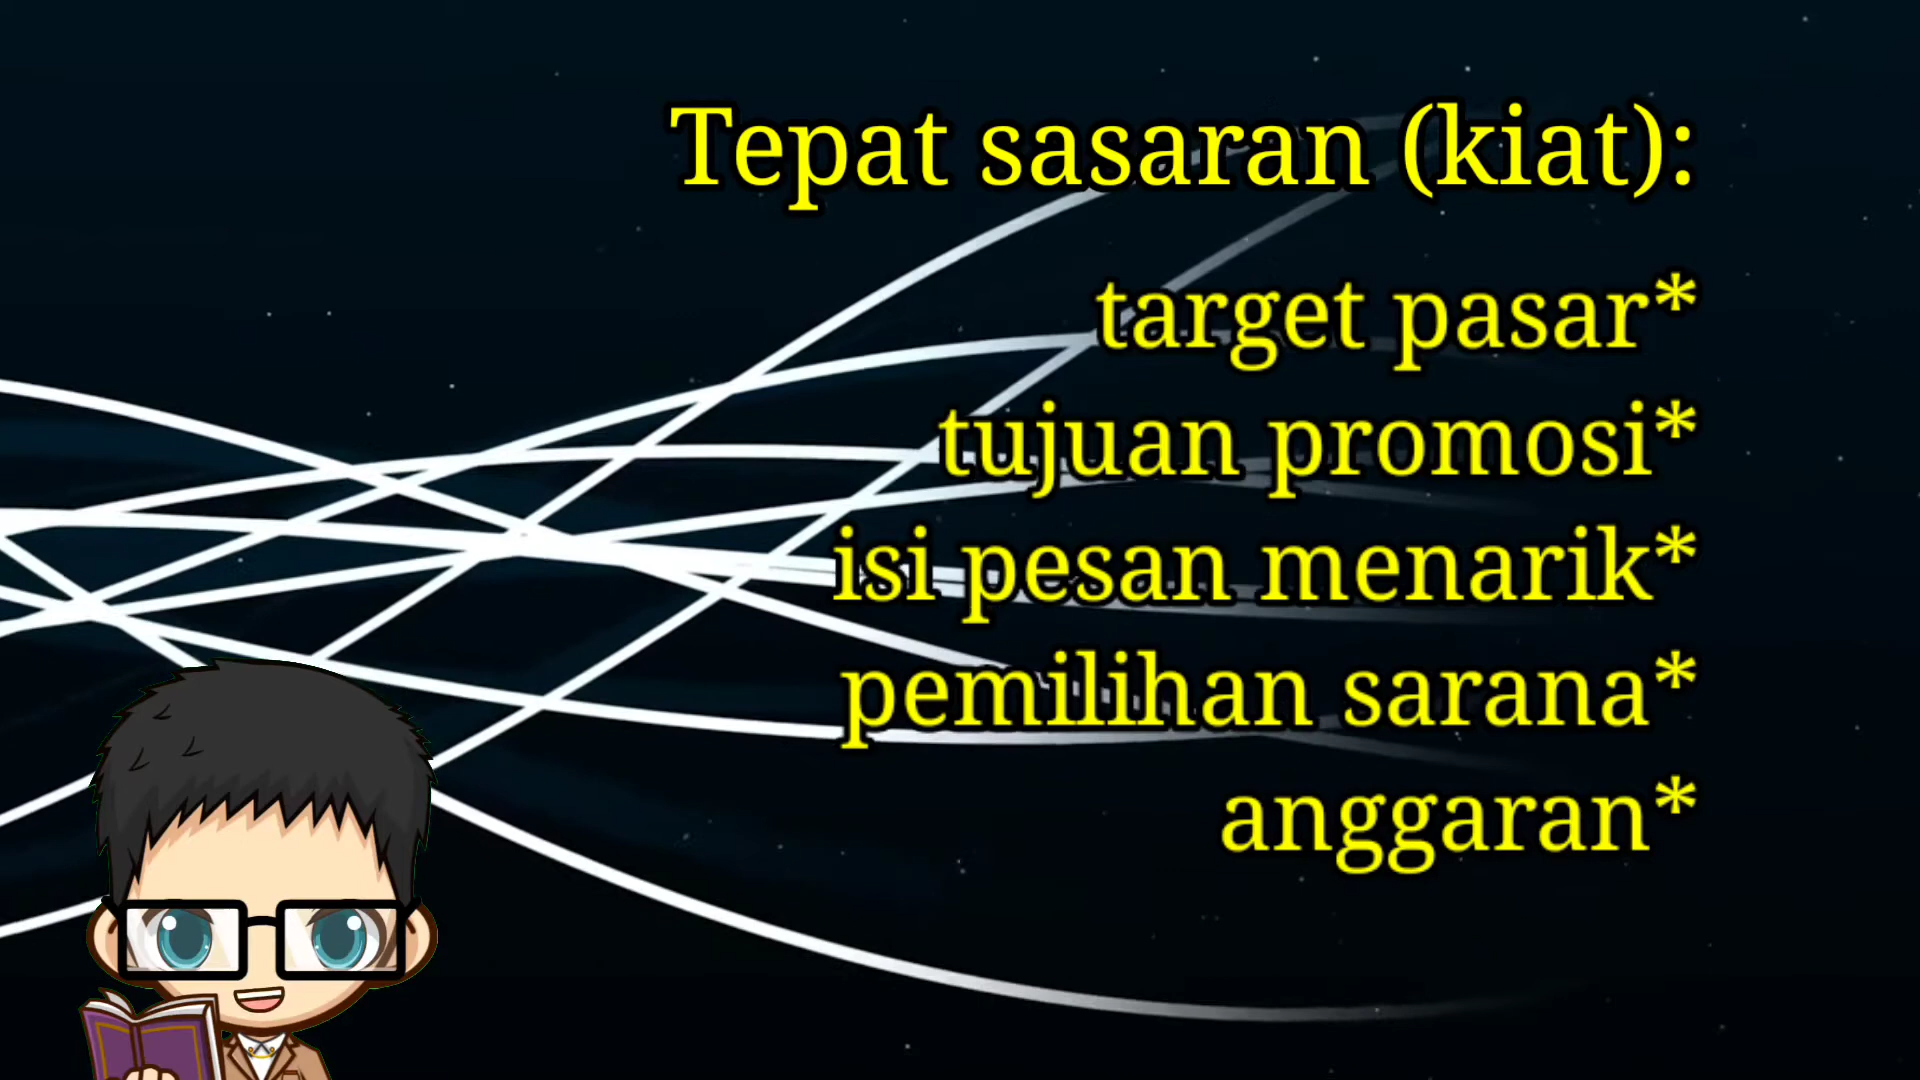 Tepat sasaran (kiat):
target pasar*
tujuan promosi*
isi pesan menarik*
pemilihan sarana*
anggaran*